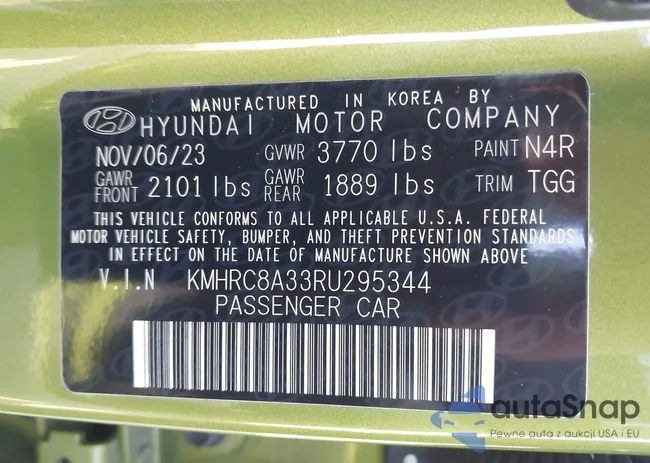 MANUFACTURED IN KOREA BY
HYUNDAI MOTOR COMPANY
NOV/06/23 GVWR 3770 lbs PAINT N4R
GAWR FRONT 2101 lbs GAWR REAR 1889 lbs TRIM TGG
THIS VEHICLE CONFORMS TO ALL APPLICABLE U.S.A. FEDERAL
MOTOR VEHICLE SAFETY, BUMPER, AND THEFT PREVENTION STANDARDS
IN EFFECT ON THE DATE OF MANUFACTURE SHOWN ABOVE.
V.I.N KMHRC8A33RU295344
PASSENGER CAR
autaSnap
Pewne auta z aukcji USA i EU